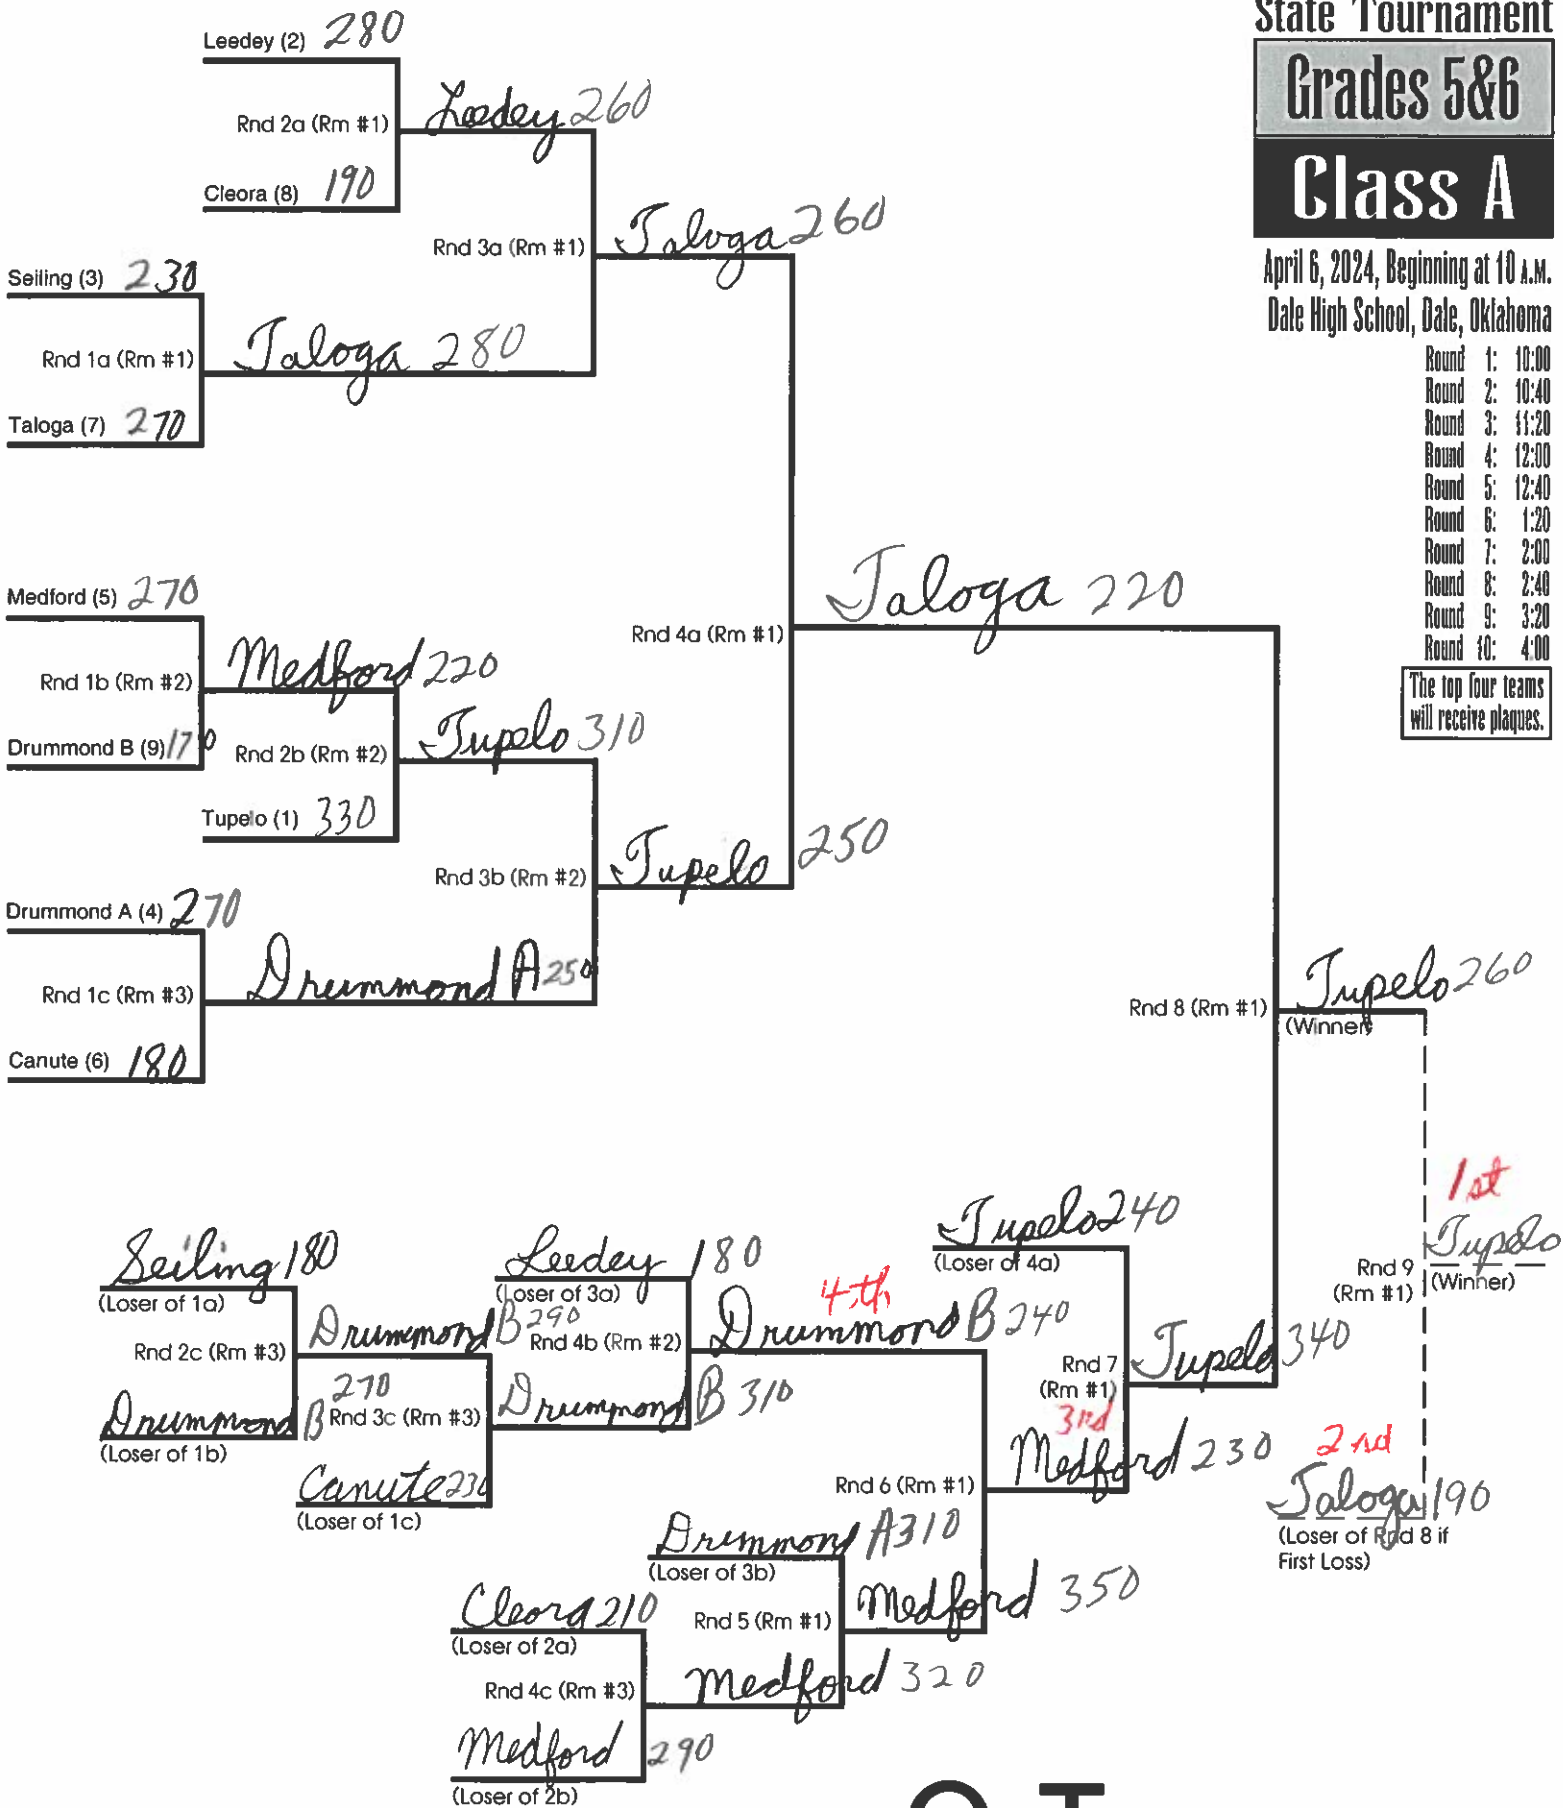 State Tournament
Grades 5&6
Class A
April 6, 2024, Beginning at 10 A.M.
Dale High School, Dale, Oklahoma
Round 1: 10:00
Round 2: 10:40
Round 3: 11:20
Round 4: 12:00
Round 5: 12:40
Round 6: 1:20
Round 7: 2:00
Round 8: 2:40
Round 9: 3:20
Round 10: 4:00
The top four teams
will receive plaques.
Leedey (2) 280
Rnd 2a (Rm #1)
Leedey 260
Cleora (8) 190
Rnd 3a (Rm #1)
Taloga 260
Seiling (3) 230
Rnd 1a (Rm #1)
Taloga 280
Taloga (7) 270
Rnd 4a (Rm #1)
Taloga 220
Medford (5) 270
Rnd 1b (Rm #2)
Medford 220
Drummond B (9) 170
Rnd 2b (Rm #2)
Tupelo 310
Tupelo (1) 330
Rnd 3b (Rm #2)
Tupelo 250
Drummond A (4) 270
Rnd 1c (Rm #3)
Drummond A 250
Canute (6) 180
Rnd 8 (Rm #1)
Tupelo 260
(Winner)
1st
Tupelo
(Winner)
Rnd 9
(Rm #1)
2nd
Taloga 190
(Loser of Rnd 8 if
First Loss)
Tupelo 240
(Loser of 4a)
Rnd 7
(Rm #1)
Tupelo 340
3rd
Medford 230
Seiling 180
(Loser of 1a)
Rnd 2c (Rm #3)
Drummond B 290
Drummond B 270
(Loser of 1b)
Rnd 3c (Rm #3)
Canute 230
(Loser of 1c)
Leedey 180
(Loser of 3a)
Rnd 4b (Rm #2)
4th
Drummond B 240
Drummond B 310
Rnd 6 (Rm #1)
Drummond A 310
(Loser of 3b)
Rnd 5 (Rm #1)
Medford 350
Cleora 210
(Loser of 2a)
Rnd 4c (Rm #3)
Medford 320
Medford 290
(Loser of 2b)